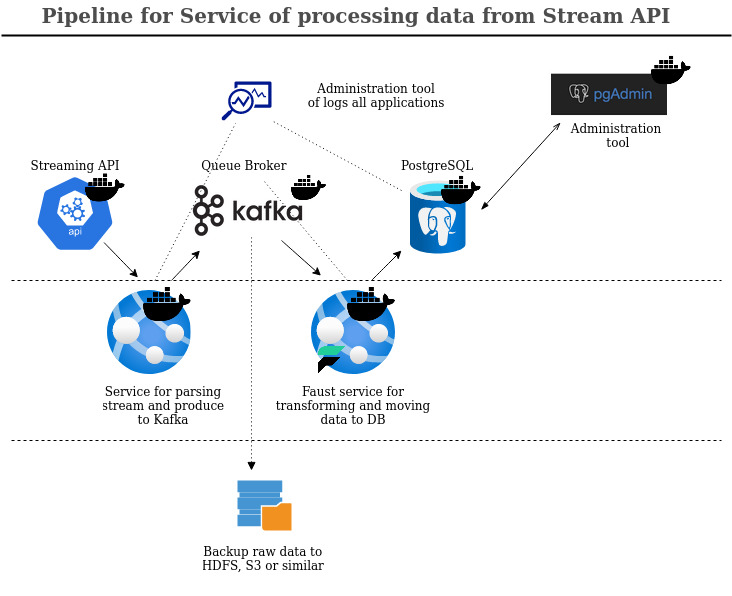 Pipeline for Service of processing data from Stream API
Administration tool
of logs all applications
pgAdmin
Administration
tool
Streaming API
Queue Broker
PostgreSQL
api
kafka
Service for parsing
stream and produce
to Kafka
Faust service for
transforming and moving
data to DB
Backup raw data to
HDFS, S3 or similar